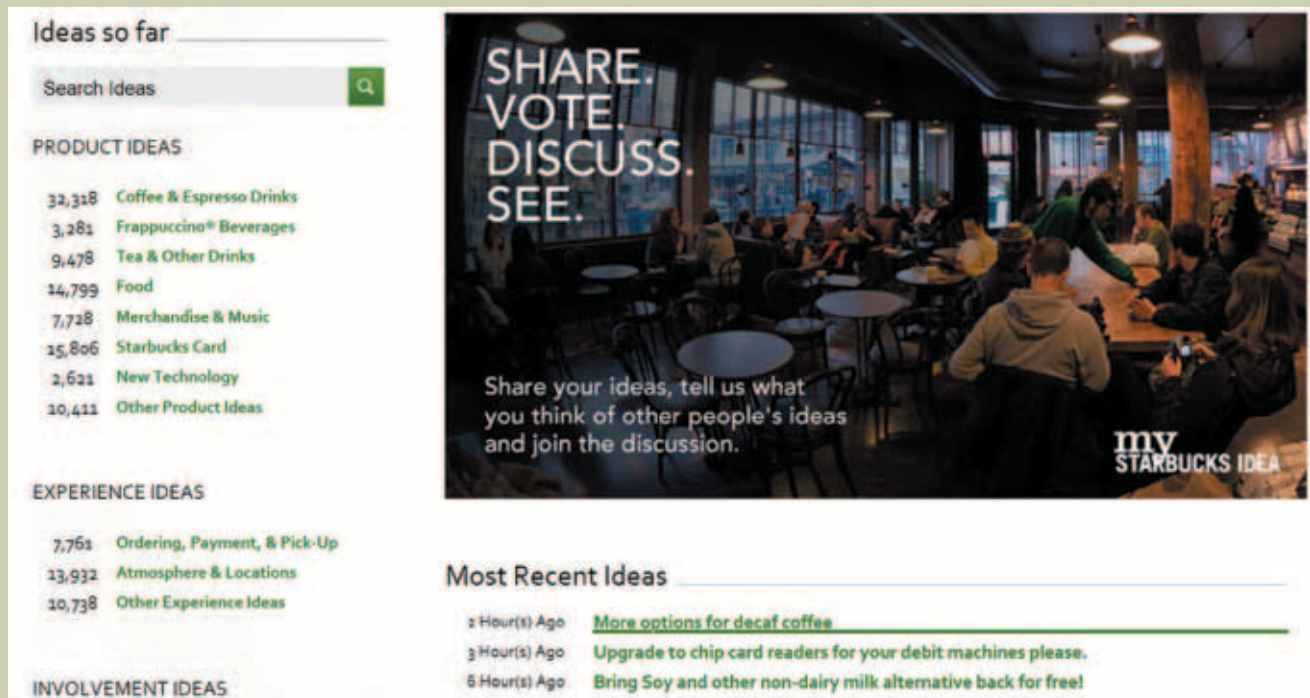 Ideas so far
Search Ideas
PRODUCT IDEAS
32,318 Coffee & Espresso Drinks
3,281 Frappuccino® Beverages
9,478 Tea & Other Drinks
14,799 Food
7,728 Merchandise & Music
15,806 Starbucks Card
2,621 New Technology
10,411 Other Product Ideas
EXPERIENCE IDEAS
7,761 Ordering, Payment, & Pick-Up
13,932 Atmosphere & Locations
10,738 Other Experience Ideas
INVOLVEMENT IDEAS
SHARE.
VOTE.
DISCUSS.
SEE.
Share your ideas, tell us what
you think of other people's ideas
and join the discussion.
my
STARBUCKS IDEA
Most Recent Ideas
Hour(s) Ago More options for decaf coffee
3 Hour(s) Ago Upgrade to chip card readers for your debit machines please.
6 Hour(s) Ago Bring Soy and other non-dairy milk alternative back for free!